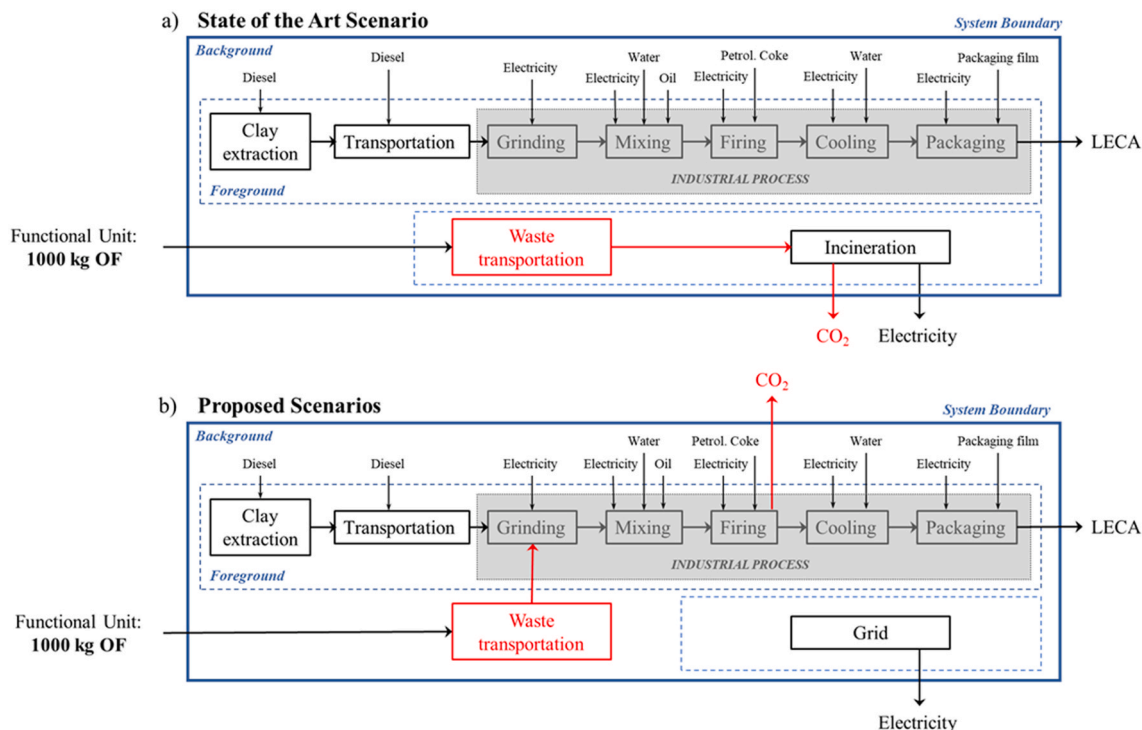 a) State of the Art Scenario
System Boundary
Background
Diesel
Diesel
Electricity
Water
Electricity
Oil
Petrol. Coke
Electricity
Water
Electricity
Packaging film
Electricity
Clay
extraction
Transportation
Grinding
Mixing
Firing
Cooling
Packaging
LECA
INDUSTRIAL PROCESS
Foreground
Functional Unit:
1000 kg OF
Waste
transportation
Incineration
CO2
Electricity
CO2
b) Proposed Scenarios
System Boundary
Background
Diesel
Diesel
Electricity
Water
Electricity
Oil
Petrol. Coke
Electricity
Water
Electricity
Packaging film
Electricity
Clay
extraction
Transportation
Grinding
Mixing
Firing
Cooling
Packaging
LECA
INDUSTRIAL PROCESS
Foreground
Functional Unit:
1000 kg OF
Waste
transportation
Grid
Electricity